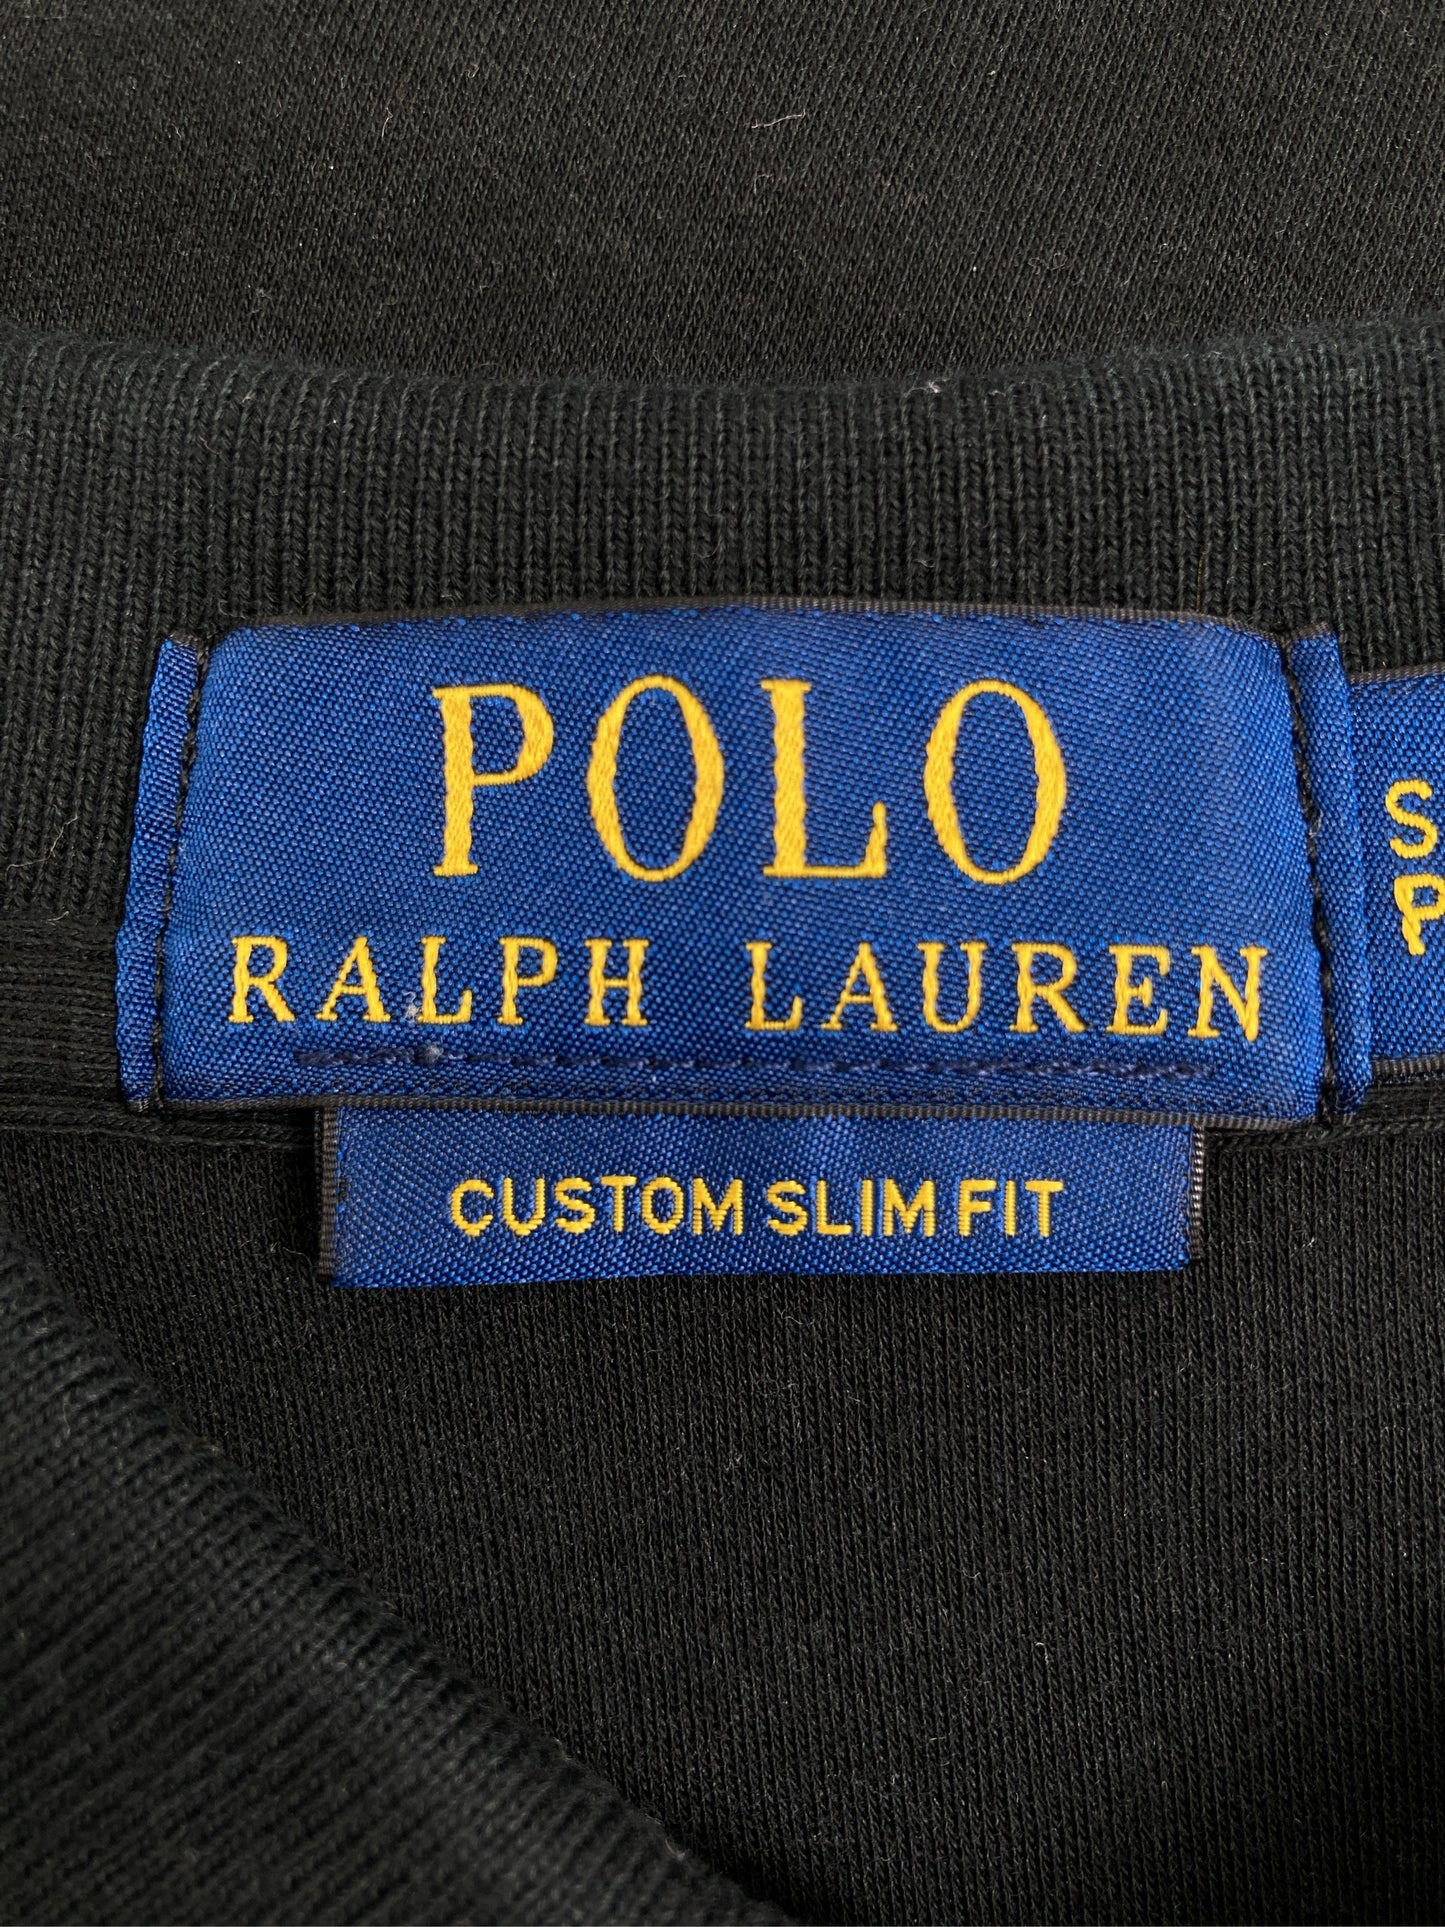 POLO
RALPH LAUREN
CUSTOM SLIM FIT
S
P